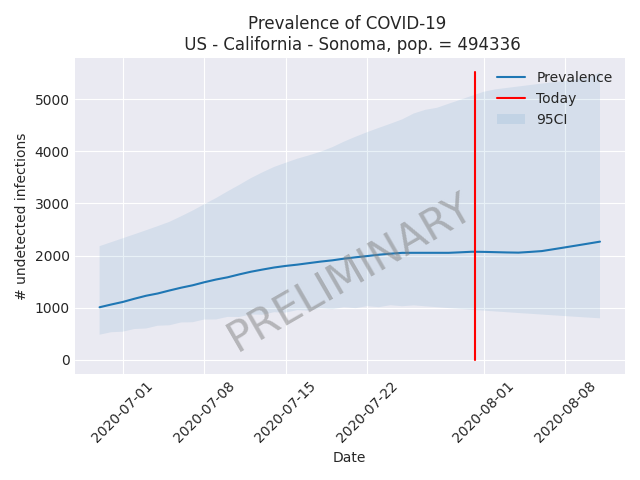 Prevalence of COVID-19
US - California - Sonoma, pop. = 494336
Prevalence
Today
95CI
5000
4000
3000
2000
1000
0
# undetected infections
PRELIMINARY
2020-07-01
2020-07-08
2020-07-15
2020-07-22
2020-08-01
2020-08-08
Date